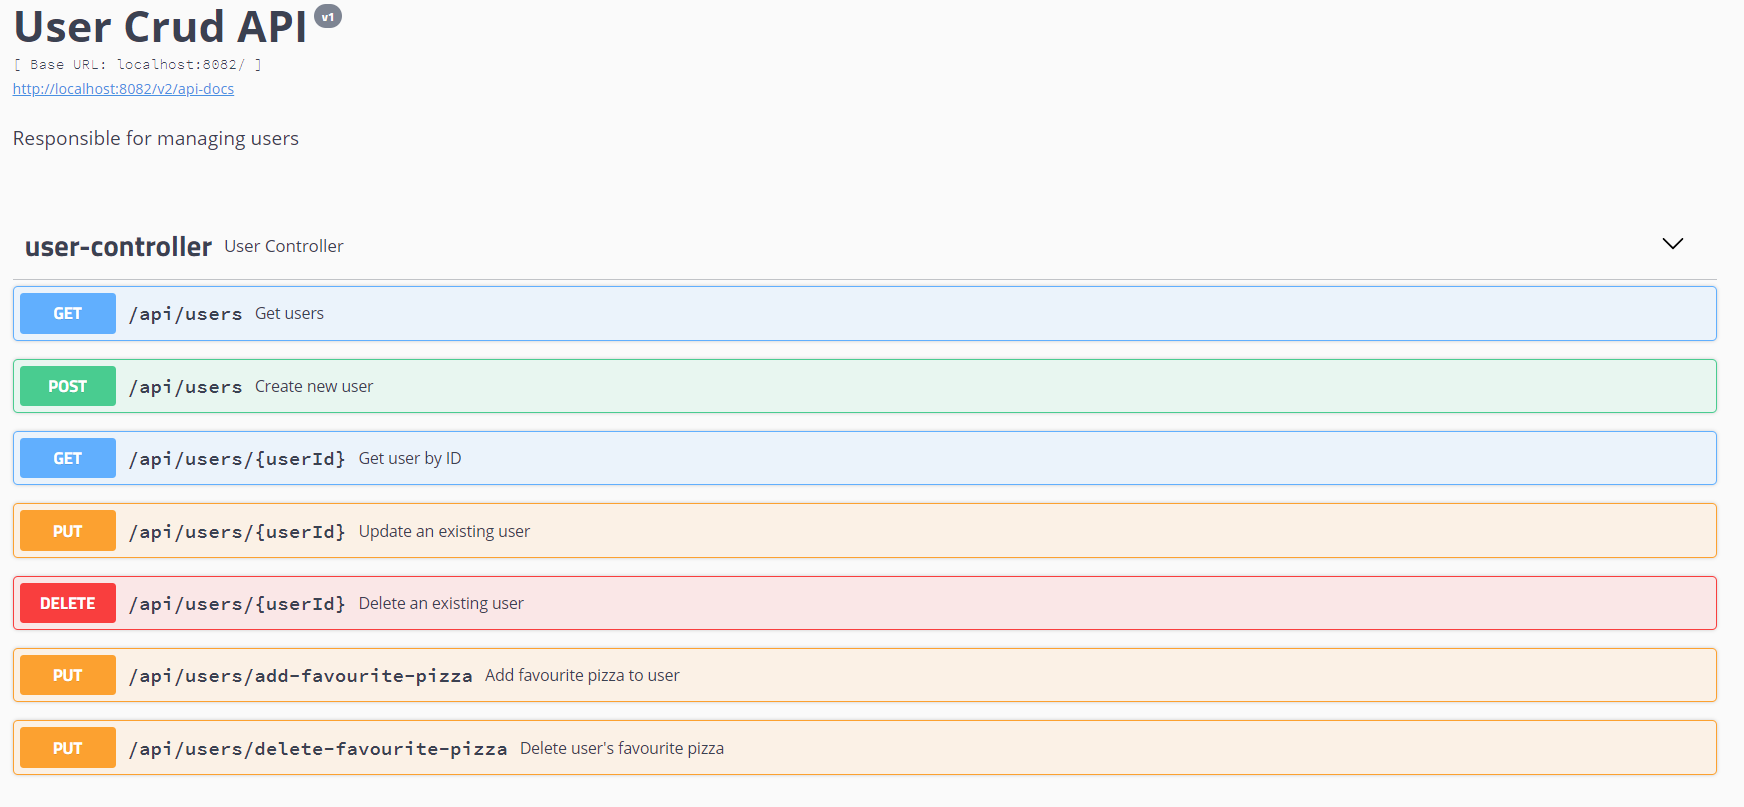 User Crud API v1
[ Base URL: localhost:8082/ ]
http://localhost:8082/v2/api-docs
Responsible for managing users
user-controller User Controller
GET /api/users Get users
POST /api/users Create new user
GET /api/users/{userId} Get user by ID
PUT /api/users/{userId} Update an existing user
DELETE /api/users/{userId} Delete an existing user
PUT /api/users/add-favourite-pizza Add favourite pizza to user
PUT /api/users/delete-favourite-pizza Delete user's favourite pizza